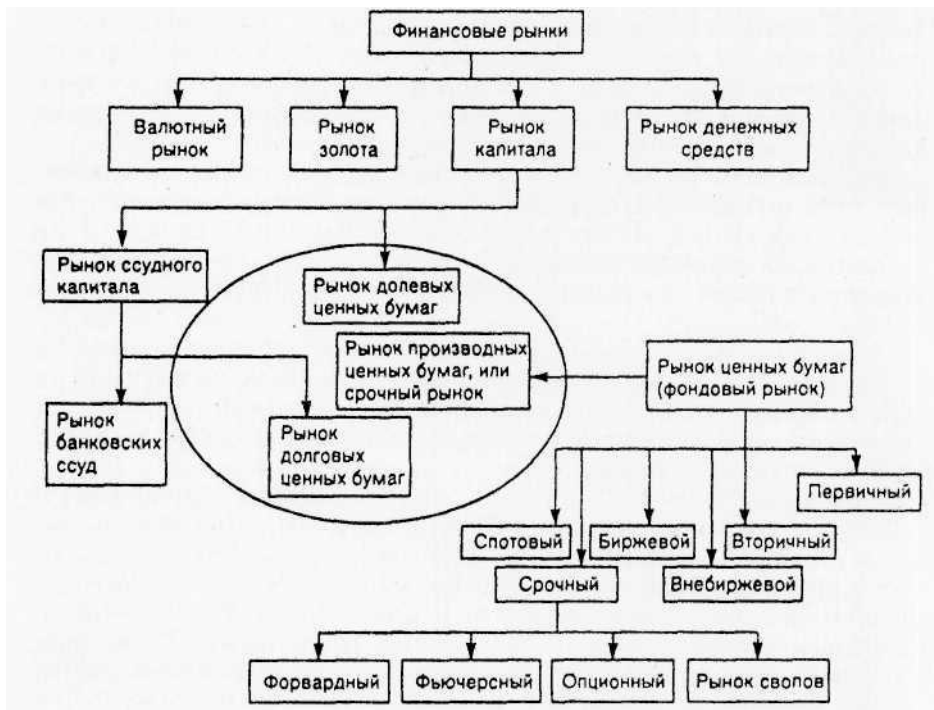 Финансовые рынки
Валютный
рынок
Рынок
золота
Рынок
капитала
Рынок денежных
средств
Рынок ссудного
капитала
Рынок долевых
ценных бумаг
Рынок производных
ценных бумаг, или
срочный рынок
Рынок ценных бумаг
(фондовый рынок)
Рынок
банковских
ссуд
Рынок
долговых
ценных бумаг
Первичный
Спотовый
Биржевой
Вторичный
Срочный
Внебиржевой
Форвардный
Фьючерсный
Опционный
Рынок свопов